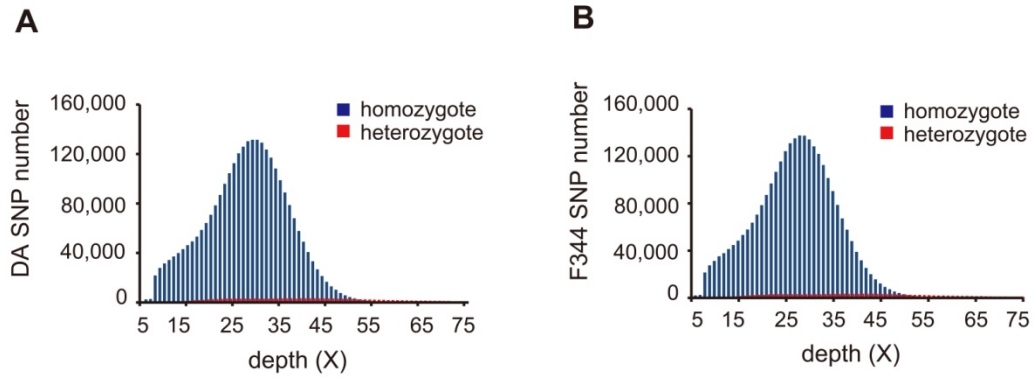 A
DA SNP number
160,000
120,000
80,000
40,000
0
homozygote
heterozygote
5 15 25 35 45 55 65 75
depth (X)
B
F344 SNP number
160,000
120,000
80,000
40,000
0
homozygote
heterozygote
5 15 25 35 45 55 65 75
depth (X)